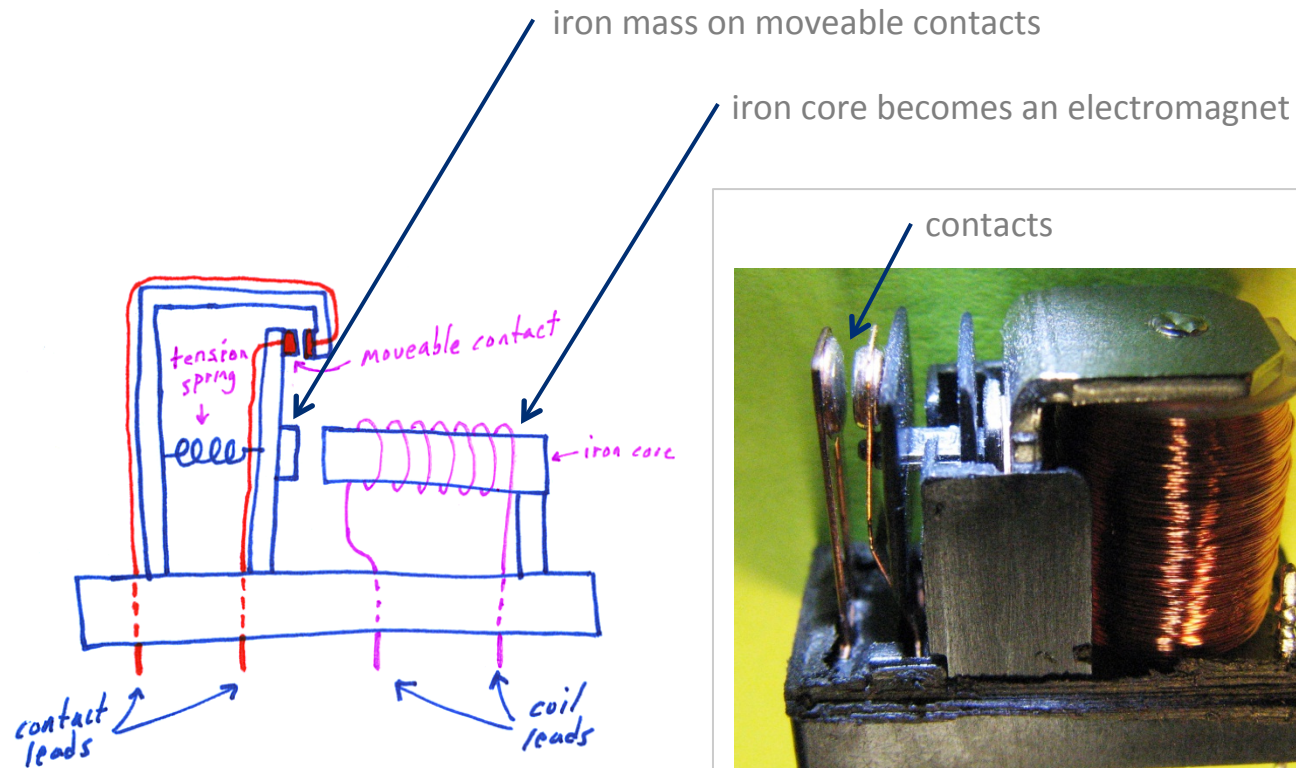 iron mass on moveable contacts
iron core becomes an electromagnet
contacts
tension
spring
moveable contact
iron core
contact
leads
coil
leads